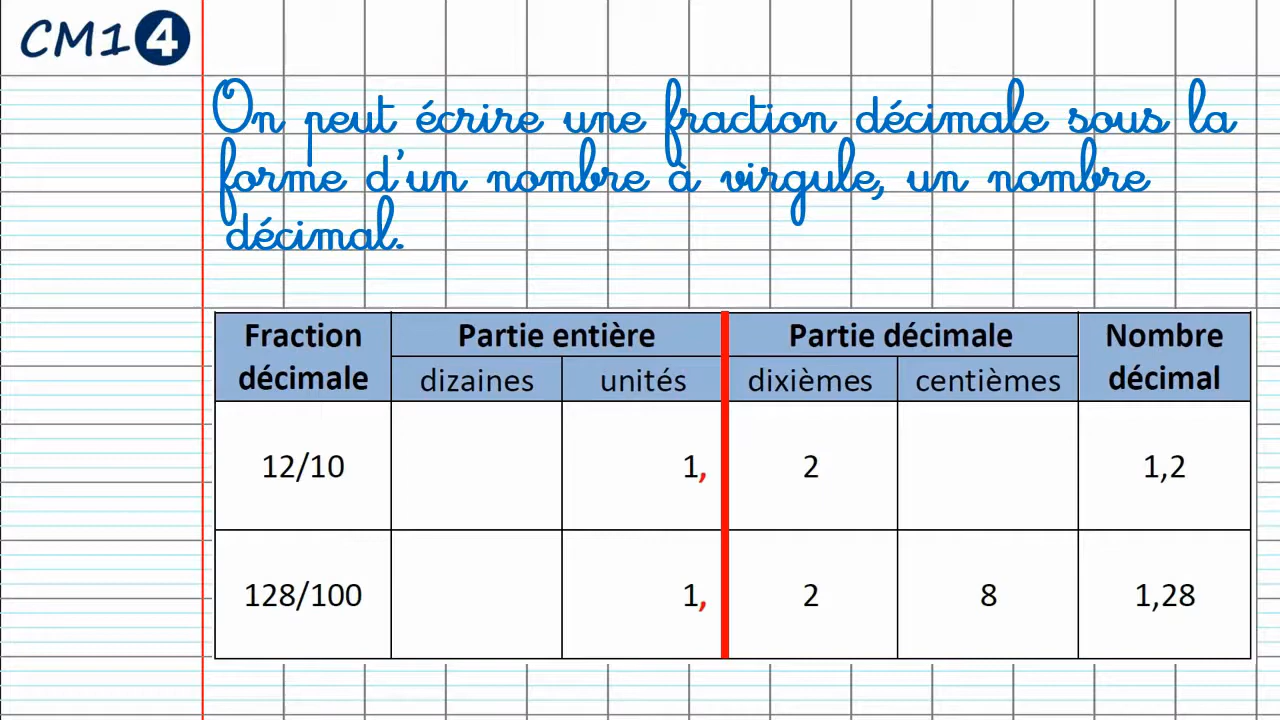 CM1 4
On peut écrire une fraction décimale sous la
forme d'un nombre à virgule, un nombre
décimal.
Fraction décimale Partie entière Partie décimale Nombre décimal
dizaines unités dixièmes centièmes
12/10 1, 2 1,2
128/100 1, 2 8 1,28